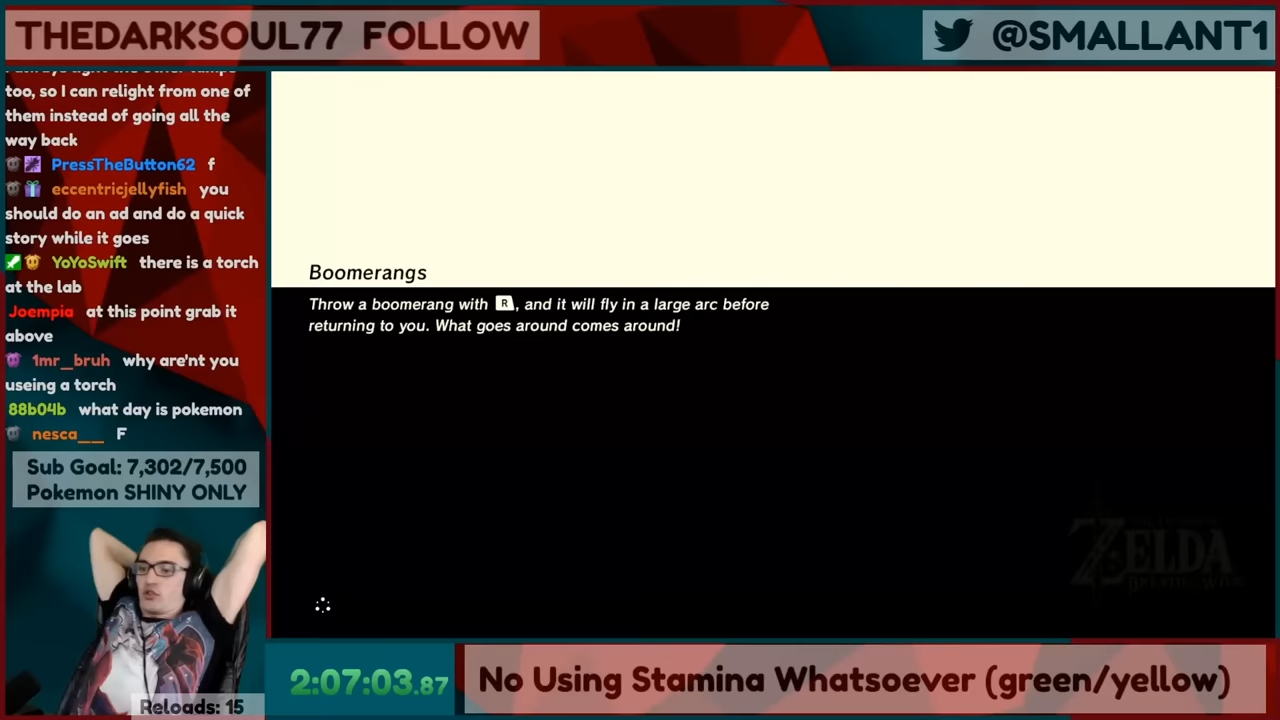 THEDARKSOUL77 FOLLOW
@SMALLANT1
too, so I can relight from one of
them instead of going all the
way back
PressTheButton62 f
eccentricjellyfish you
should do an ad and do a quick
story while it goes
YoYoSwift there is a torch
at the lab
Joempia at this point grab it
above
1mr_bruh why are'nt you
useing a torch
88b04b what day is pokemon
nesca__ F
Sub Goal: 7,302/7,500
Pokemon SHINY ONLY
Boomerangs
Throw a boomerang with R, and it will fly in a large arc before
returning to you. What goes around comes around!
ZELDA
Reloads: 15
2:07:03.87
No Using Stamina Whatsoever (green/yellow)